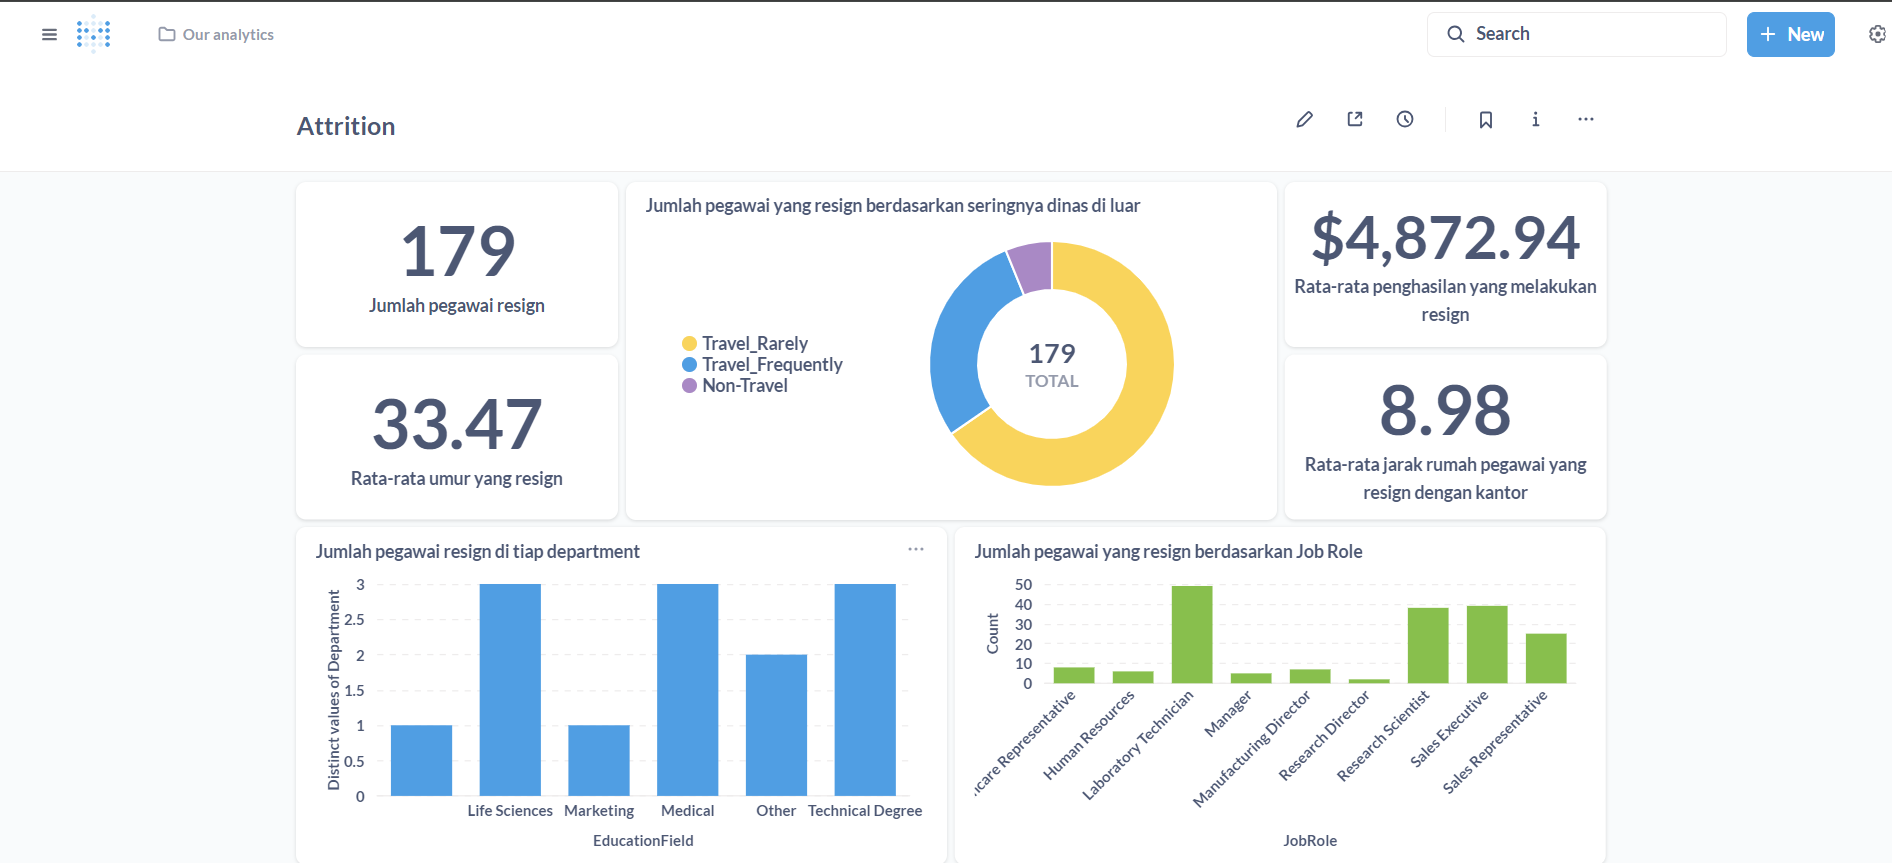 Our analytics
Search
New
Attrition
179
Jumlah pegawai resign
Jumlah pegawai yang resign berdasarkan seringnya dinas di luar
Travel_Rarely
Travel_Frequently
Non-Travel
179
TOTAL
$4,872.94
Rata-rata penghasilan yang melakukan
resign
33.47
Rata-rata umur yang resign
8.98
Rata-rata jarak rumah pegawai yang
resign dengan kantor
Jumlah pegawai resign di tiap department
Distinct values of Department
3
2.5
2
1.5
1
0.5
0
Life Sciences
Marketing
Medical
Other
Technical Degree
EducationField
Jumlah pegawai yang resign berdasarkan Job Role
Count
50
40
30
20
10
0
care Representative
Human Resources
Laboratory Technician
Manager
Manufacturing Director
Research Director
Research Scientist
Sales Executive
Sales Representative
JobRole